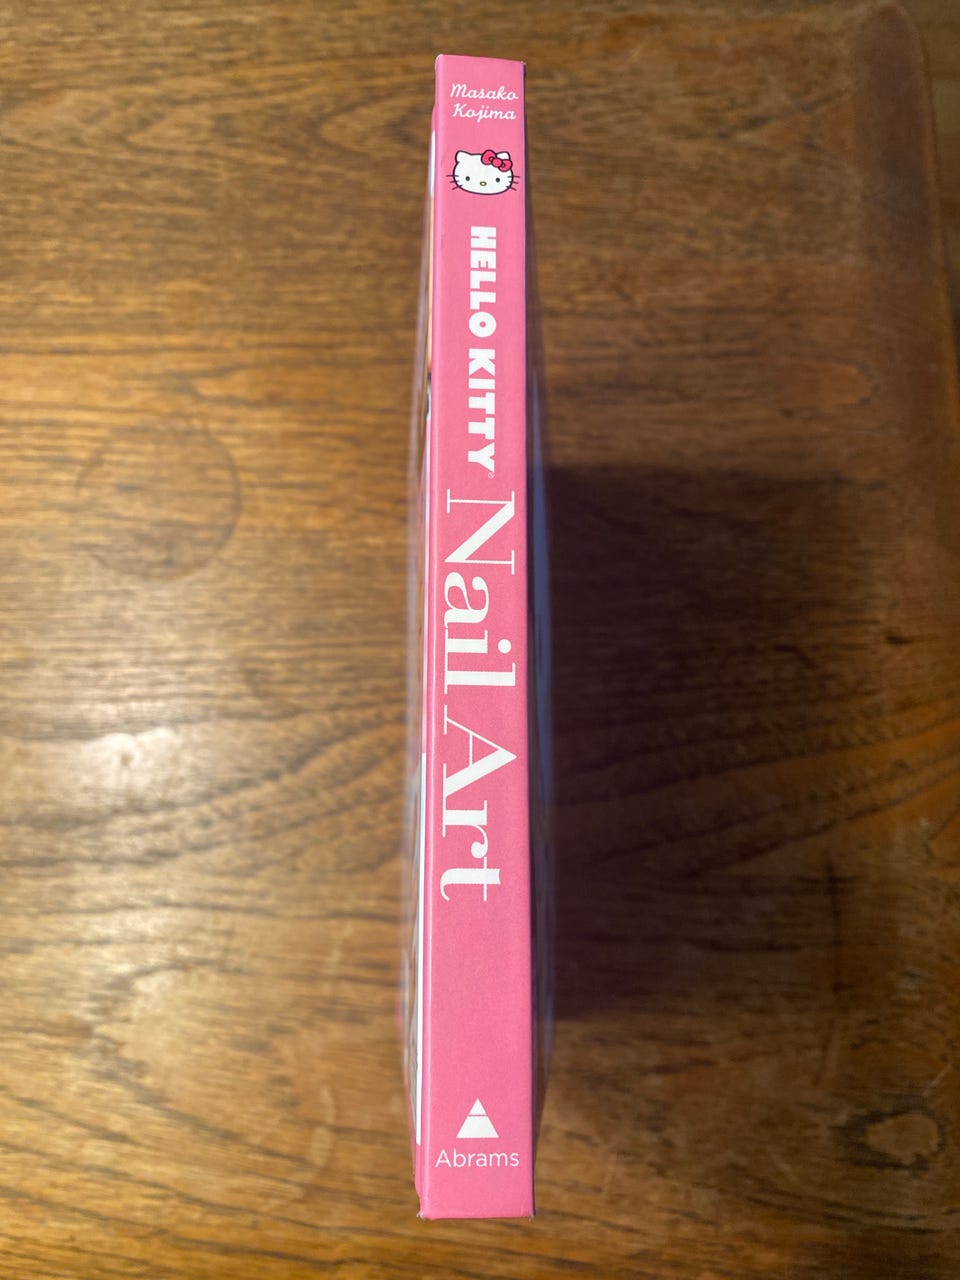 Masako
Kojima
HELLO KITTY®
Nail Art
Abrams